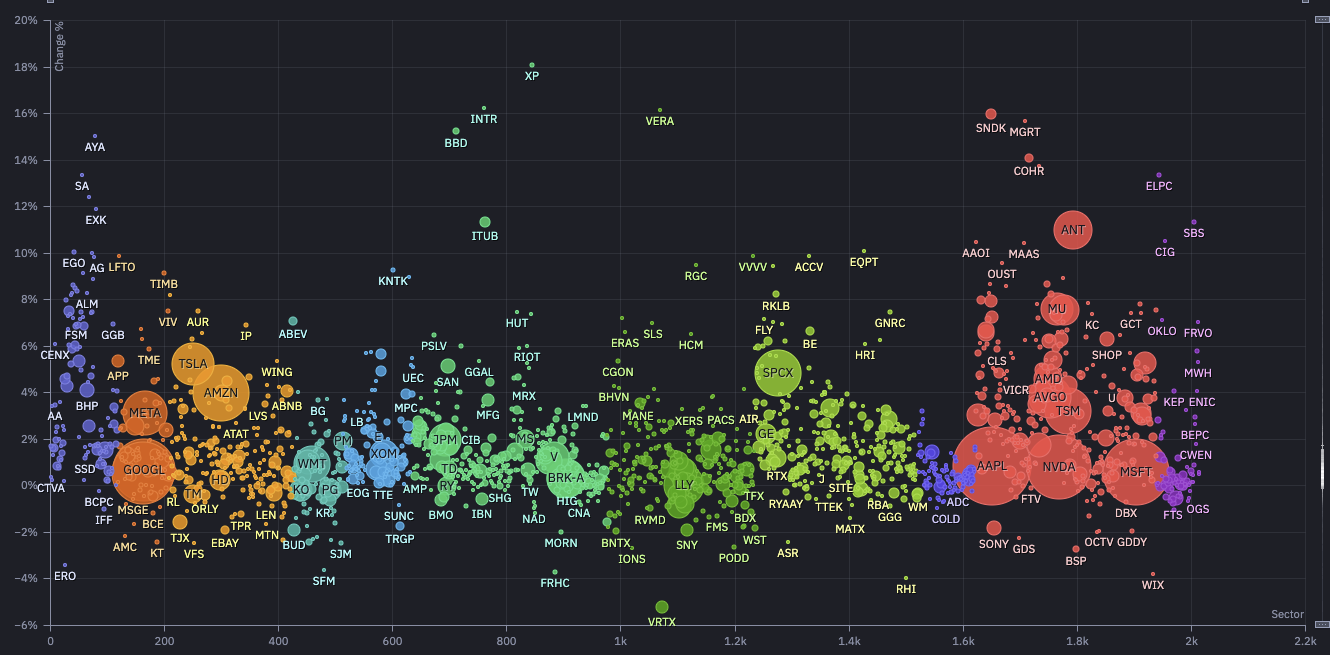 20%
Change %
18%
XP
16%
INTR
VERA
SNDK
MGRT
BBD
14%
AYA
COHR
SA
ELPC
12%
EXK
ITUB
ANT
SBS
10%
EGO
AG
LFTO
RGC
VVVV
ACCV
EQPT
AAOI
MAAS
CIG
TIMB
KNTK
OUST
8%
ALM
RKLB
MU
VIV
AUR
ABEV
HUT
GNRC
KC
GCT
FSM
GGB
IP
ERAS
SLS
FLY
OKLO
FRVO
6%
CENX
TME
TSLA
PSLV
RIOT
HCM
BE
HRI
SHOP
APP
WING
UEC
SAN
GGAL
CGON
SPCX
CLS
MWH
4%
BHP
AMZN
LVS
ABNB
MPC
MRX
BHVN
AMD
VICR
AVGO
U
KEP
ENIC
AA
META
BG
LB
MFG
LMND
MANE
XERS
PACS
AIR
TSM
2%
ATAT
PM
E
JPM
CIB
MS
GE
BEPC
SSD
GOOGL
HD
WMT
XOM
TD
V
BRK-A
LLY
RTX
J
AAPL
NVDA
MSFT
CWEN
0%
CTVA
BCPC
RL
TM
KO
PG
EOG
TTE
AMP
RY
SHG
TW
HIG
TFX
SITE
FTV
IFF
MSGE
ORLY
LEN
KR
SUNC
BMO
IBN
NAD
CNA
RVMD
BDX
RYAAY
TTEK
RBA
WM
ADC
OGS
BCE
TPR
FMS
GGG
COLD
DBX
FTS
−2%
AMC
KT
TJX
VFS
EBAY
MTN
BUD
SJM
TRGP
MORN
BNTX
IONS
SNY
WST
PODD
ASR
MATX
SONY
GDS
OCTV
GDDY
BSP
−4%
ERO
SFM
FRHC
RHI
WIX
VRTX
Sector
−6%
0
200
400
600
800
1k
1.2k
1.4k
1.6k
1.8k
2k
2.2k